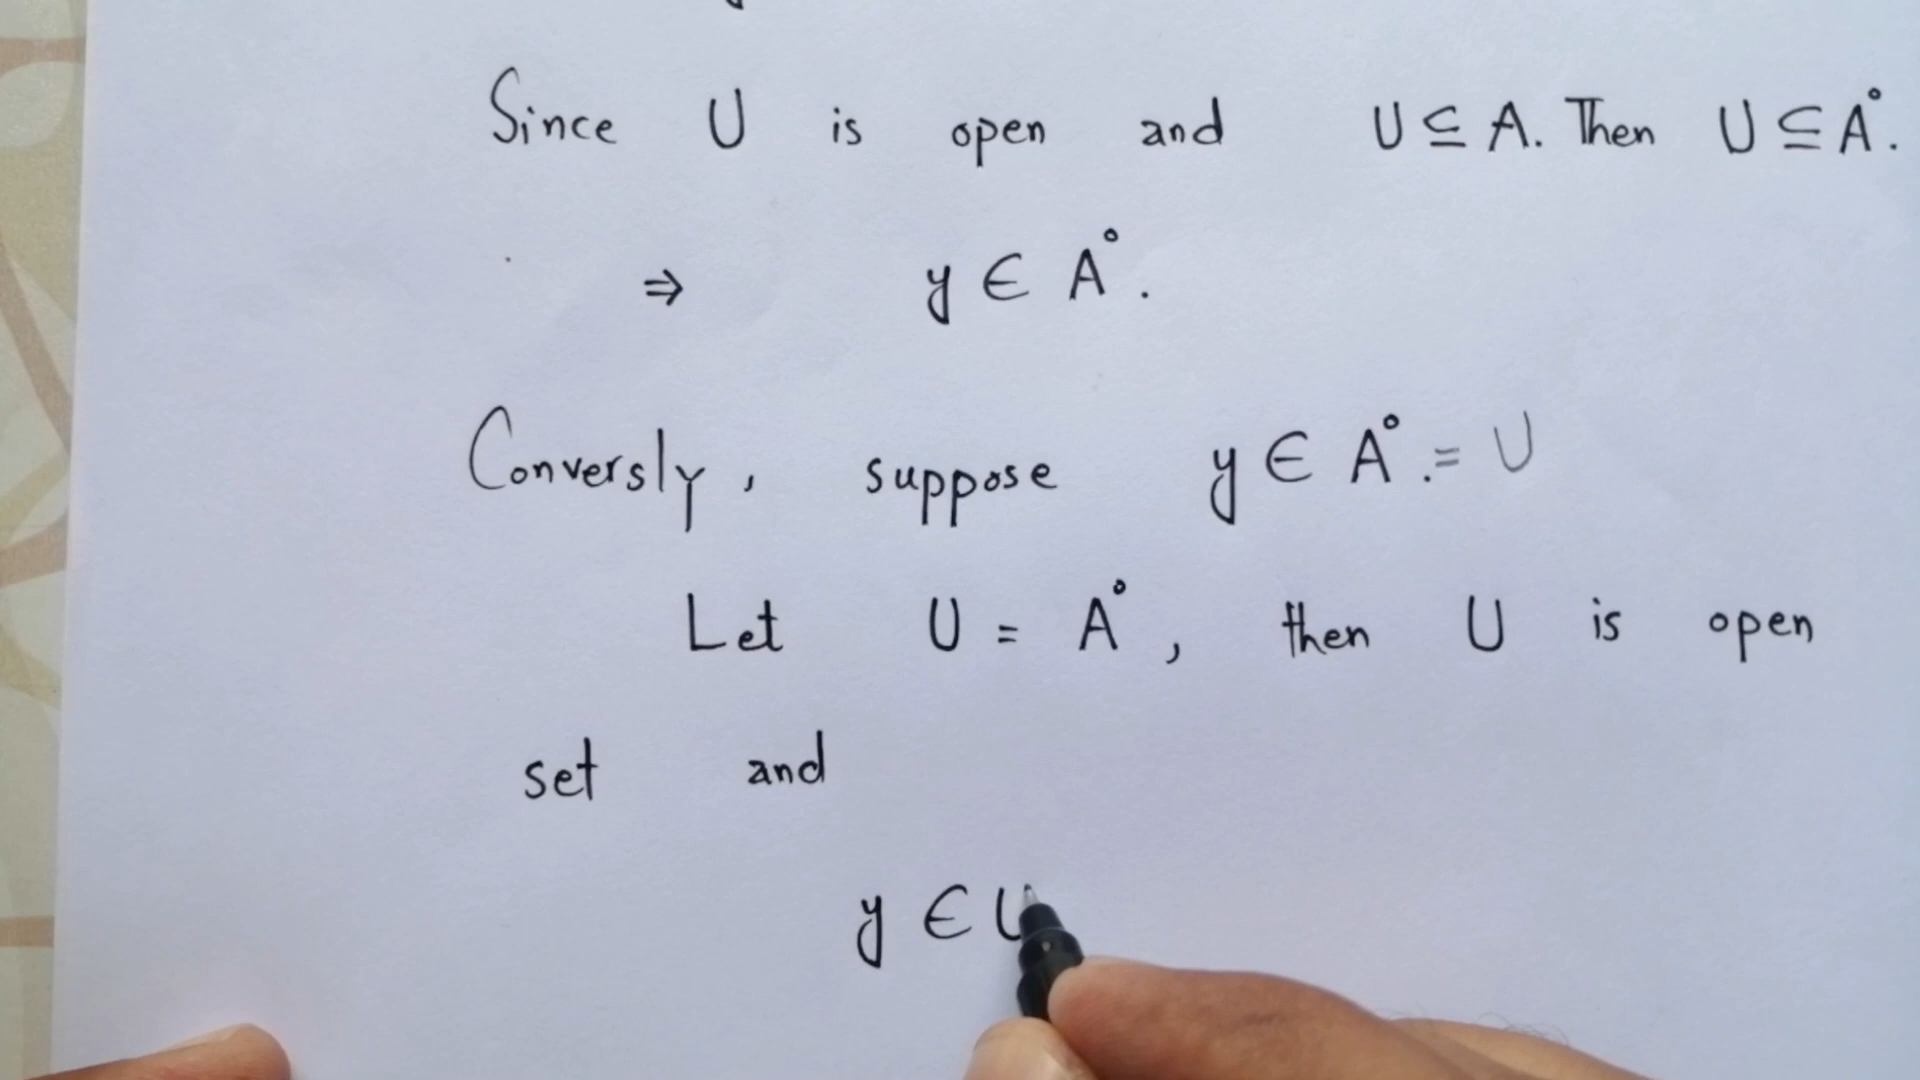 Since U is open and U ⊆ A. Then U ⊆ A°.
⇒ y ∈ A°.
Conversly, suppose y ∈ A°. = U
Let U = A°, then U is open
set and
y ∈ U